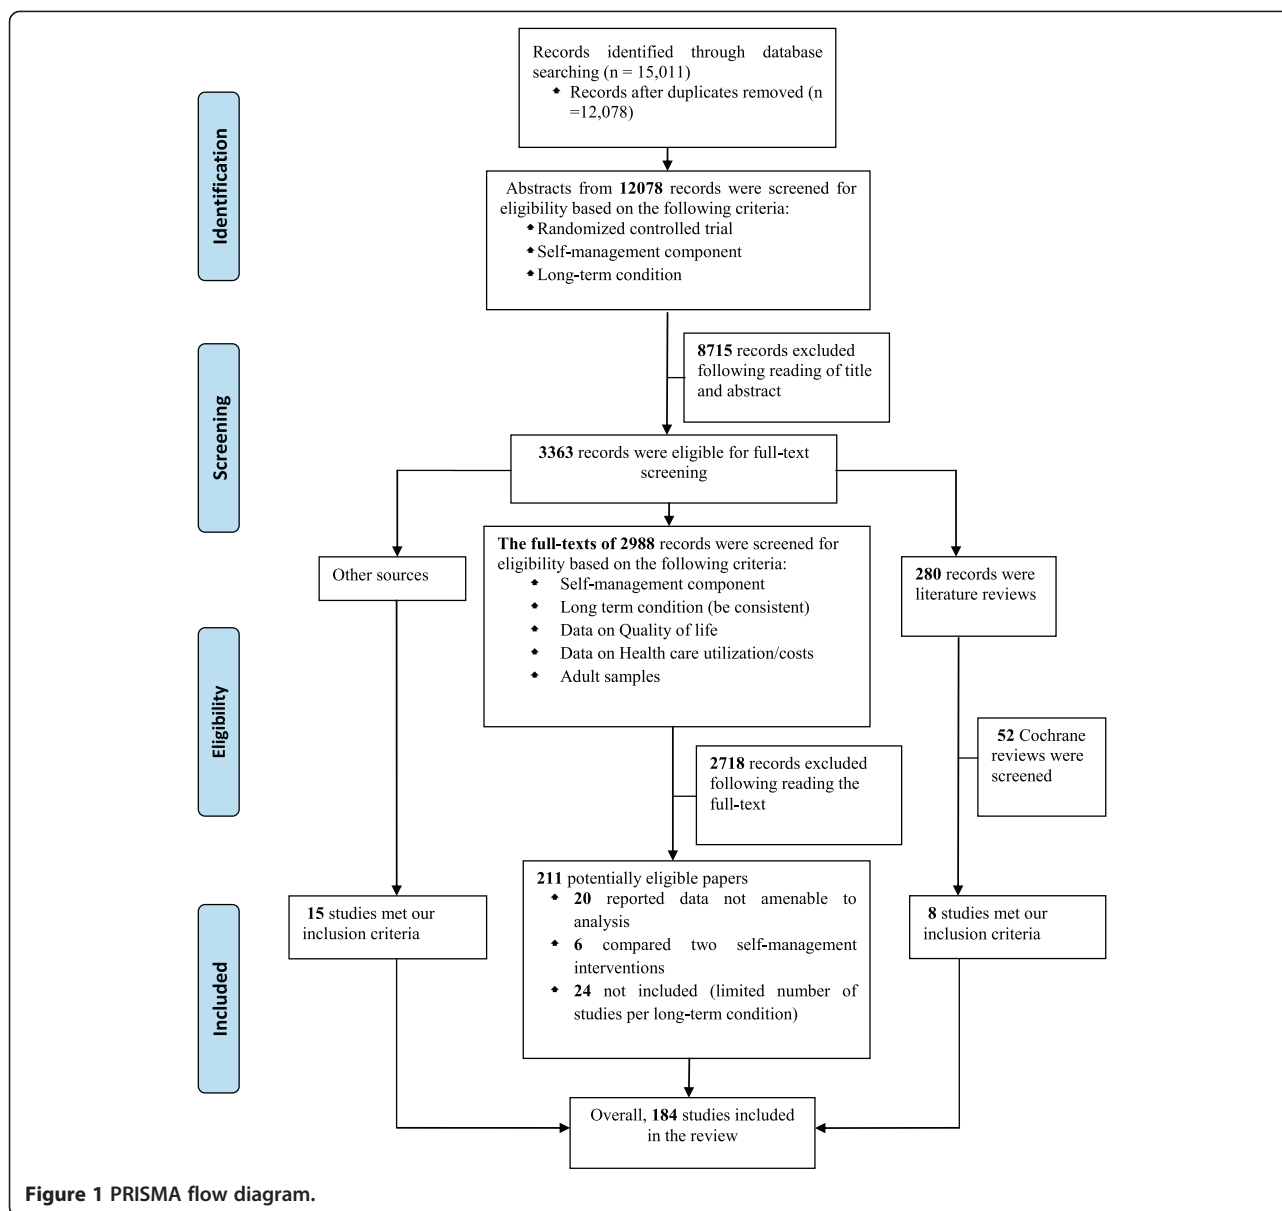 Identification
Screening
Eligibility
Included
Records identified through database
searching (n = 15,011)
Records after duplicates removed (n
=12,078)
Abstracts from 12078 records were screened for
eligibility based on the following criteria:
Randomized controlled trial
Self-management component
Long-term condition
8715 records excluded
following reading of title
and abstract
3363 records were eligible for full-text
screening
Other sources
The full-texts of 2988 records were screened for
eligibility based on the following criteria:
Self-management component
Long term condition (be consistent)
Data on Quality of life
Data on Health care utilization/costs
Adult samples
280 records were
literature reviews
52 Cochrane
reviews were
screened
2718 records excluded
following reading the
full-text
15 studies met our
inclusion criteria
211 potentially eligible papers
20 reported data not amenable to
analysis
6 compared two self-management
interventions
24 not included (limited number of
studies per long-term condition)
8 studies met our
inclusion criteria
Overall, 184 studies included
in the review
Figure 1 PRISMA flow diagram.